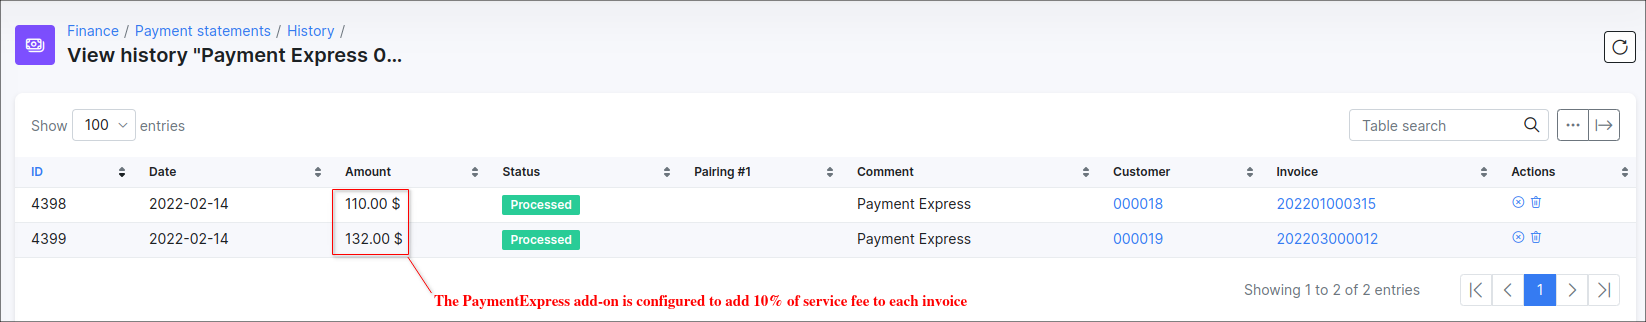 Finance / Payment statements / History /
View history "Payment Express 0...
Show 100 entries
Table search
ID Date Amount Status Pairing #1 Comment Customer Invoice Actions
4398 2022-02-14 110.00 $ Processed Payment Express 000018 202201000315
4399 2022-02-14 132.00 $ Processed Payment Express 000019 202203000012
Showing 1 to 2 of 2 entries 1
The PaymentExpress add-on is configured to add 10% of service fee to each invoice